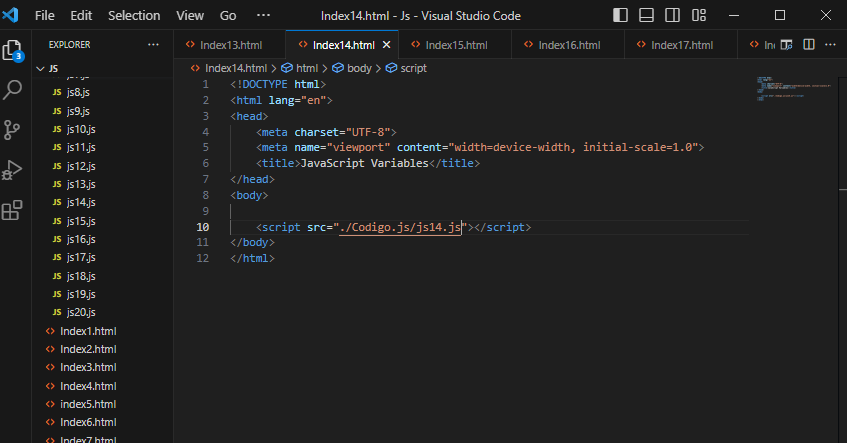 File Edit Selection View Go ··· Index14.html - Js - Visual Studio Code
3
EXPLORER ···
JS
js8.js
js9.js
js10.js
js11.js
js12.js
js13.js
js14.js
js15.js
js16.js
js17.js
js18.js
js19.js
js20.js
Index1.html
Index2.html
Index3.html
Index4.html
index5.html
Index6.html
Index7.html
Index13.html Index14.html Index15.html Index16.html Index17.html
Index14.html > html > body > script
1 <!DOCTYPE html>
2 <html lang="en">
3 <head>
4 <meta charset="UTF-8">
5 <meta name="viewport" content="width=device-width, initial-scale=1.0">
6 <title>JavaScript Variables</title>
7 </head>
8 <body>
9
10 <script src="./Codigo.js/js14.js"></script>
11 </body>
12 </html>